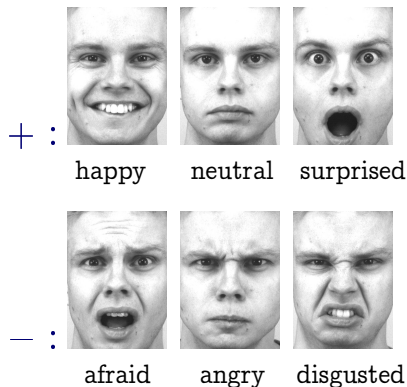 + :
happy neutral surprised
− :
afraid angry disgusted